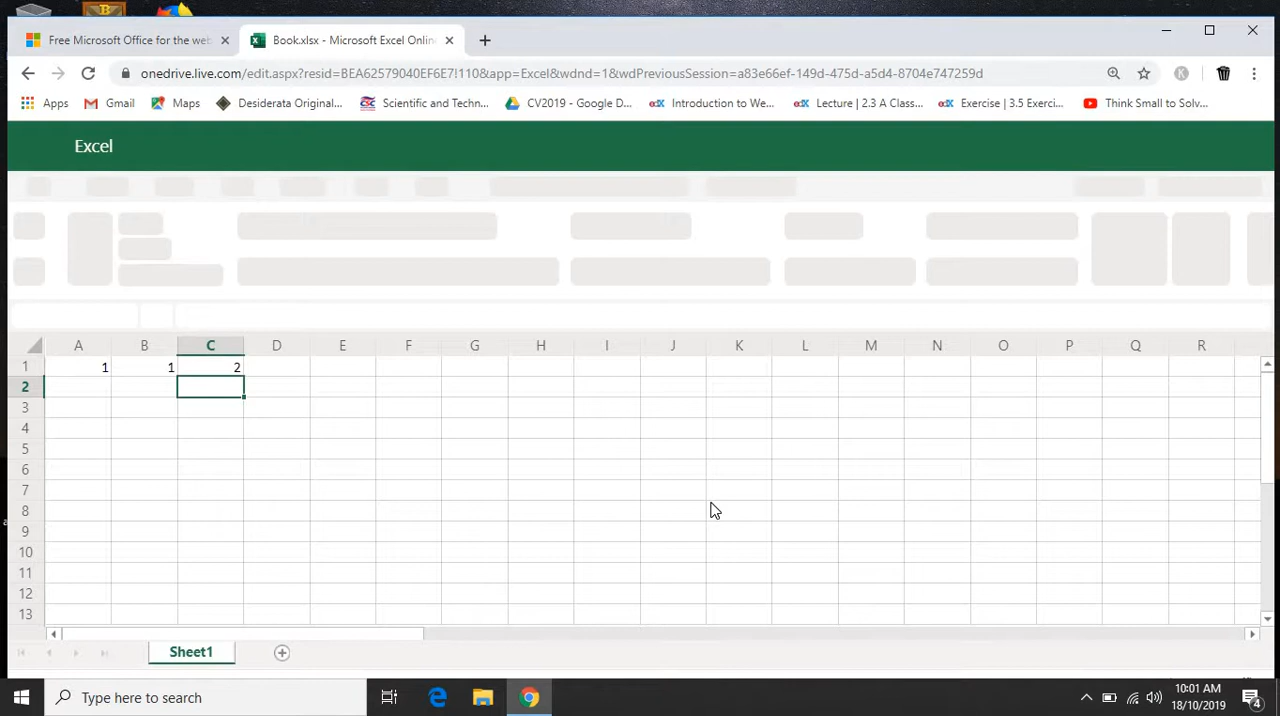 Free Microsoft Office for the web
Book.xlsx - Microsoft Excel Onlin
onedrive.live.com/edit.aspx?resid=BEA62579040EF6E7!110&app=Excel&wdnd=1&wdPreviousSession=a83e66ef-149d-475d-a5d4-8704e747259d
Apps Gmail Maps Desiderata Original... Scientific and Techn... CV2019 - Google D... Introduction to We... Lecture | 2.3 A Class... Exercise | 3.5 Exerci... Think Small to Solv...
Excel
A B C D E F G H I J K L M N O P Q R
1 1 1 2
2
3
4
5
6
7
8
9
10
11
12
13
Sheet1
Type here to search
10:01 AM
18/10/2019
4